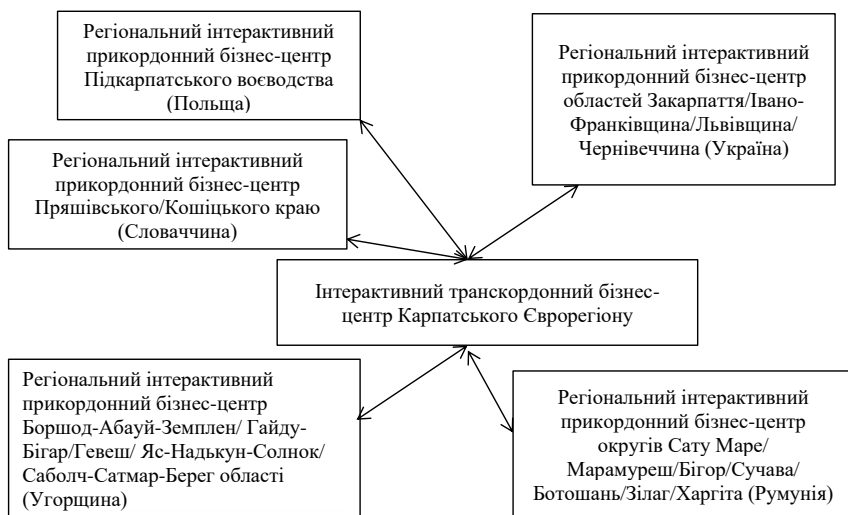 Регіональний інтерактивний
прикордонний бізнес-центр
Підкарпатського воєводства
(Польща)
Регіональний інтерактивний
прикордонний бізнес-центр
областей Закарпаття/Івано-
Франківщина/Львівщина/
Чернівеччина (Україна)
Регіональний інтерактивний
прикордонний бізнес-центр
Пряшівського/Кошіцького краю
(Словаччина)
Інтерактивний транскордонний бізнес-
центр Карпатського Єврорегіону
Регіональний інтерактивний
прикордонний бізнес-центр
Боршод-Абауй-Земплен/ Гайду-
Бігар/Гевеш/ Яс-Надькун-Солнок/
Саболч-Сатмар-Берег області
(Угорщина)
Регіональний інтерактивний
прикордонний бізнес-центр
округів Сату Маре/
Марамуреш/Бігор/Сучава/
Ботошань/Зілаг/Харгіта (Румунія)